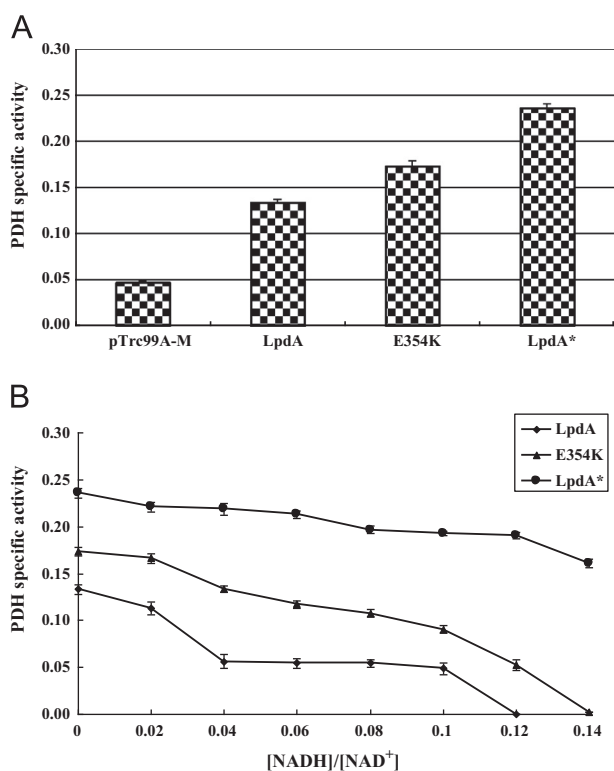 A
PDH specific activity
0.30
0.25
0.20
0.15
0.10
0.05
0.00
pTrc99A-M LpdA E354K LpdA*
B
PDH specific activity
0.30
0.25
0.20
0.15
0.10
0.05
0.00
LpdA
E354K
LpdA*
0 0.02 0.04 0.06 0.08 0.1 0.12 0.14
[NADH]/[NAD+]